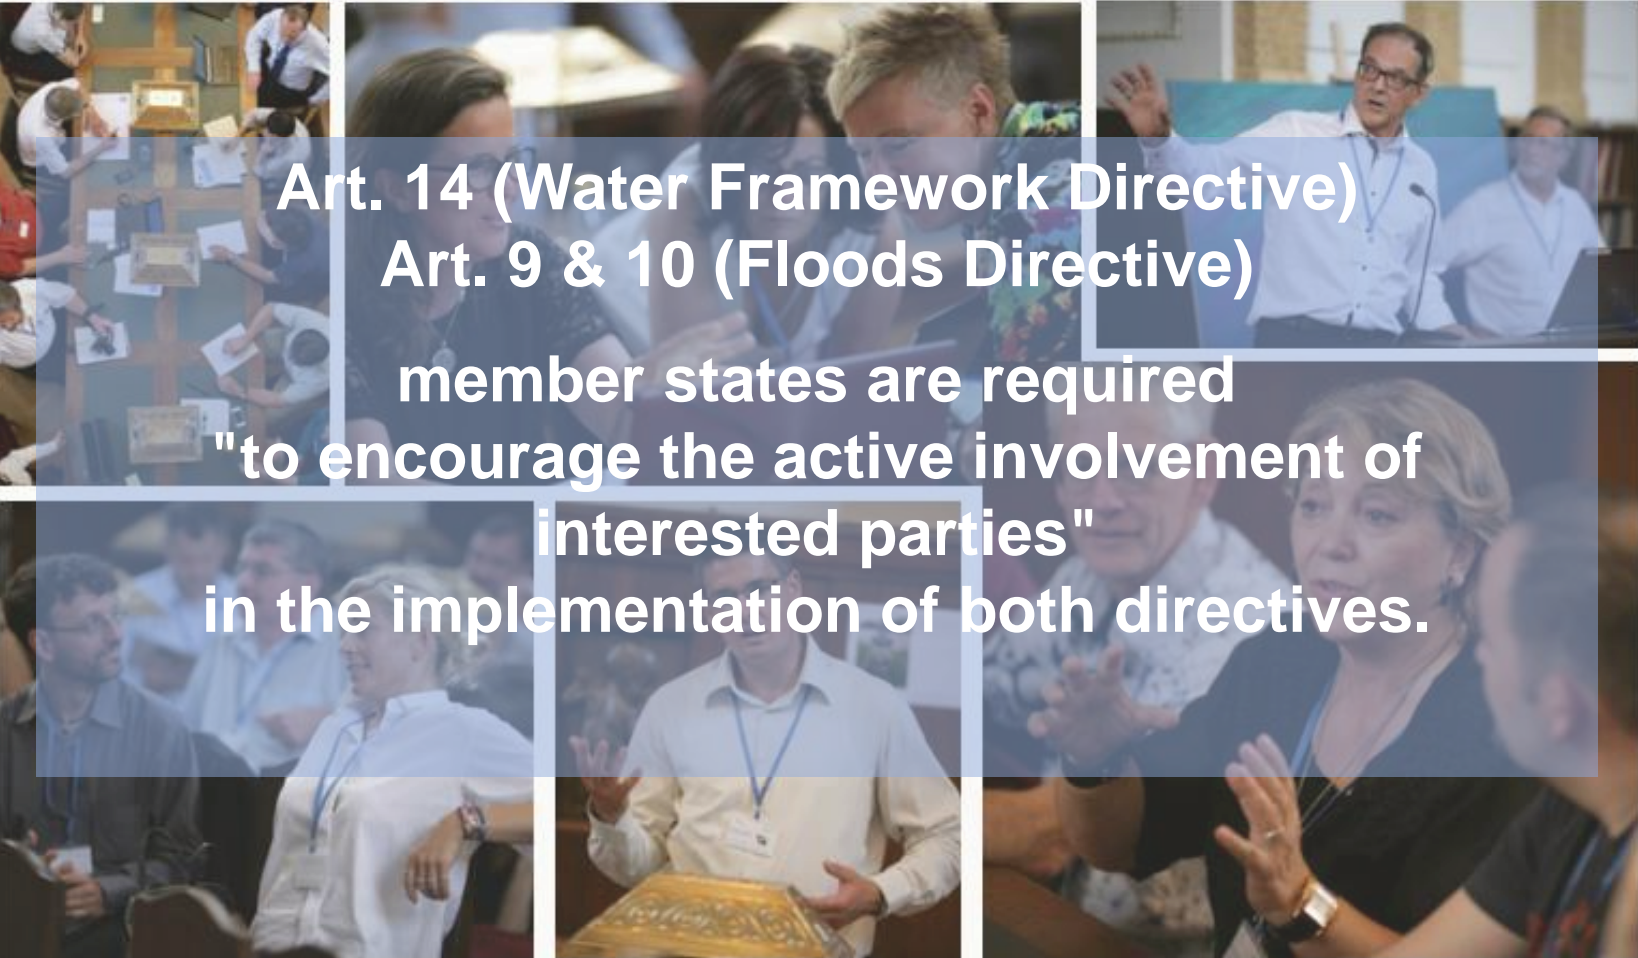 Art. 14 (Water Framework Directive)
Art. 9 & 10 (Floods Directive)
member states are required
"to encourage the active involvement of
interested parties"
in the implementation of both directives.